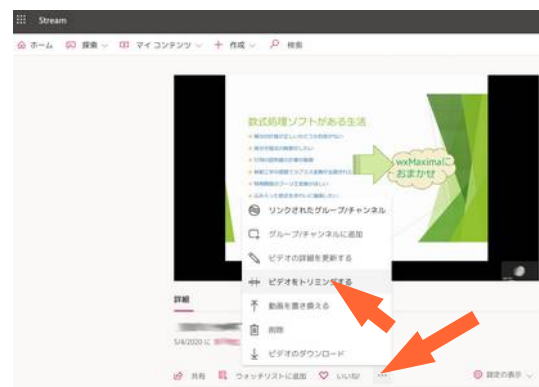 Stream
ホーム 探索 マイ コンテンツ 作成 検索
数式処理ソフトがある生活
wxMaximaに
おまかせ
リンクされたグループ/チャンネル
グループ/チャンネルに追加
ビデオの詳細を更新する
ビデオをトリミングする
動画を置き換える
削除
ビデオのダウンロード
詳細
5/4/2020 に
共有 ウォッチリストに追加 いいね! ... 設定の表示